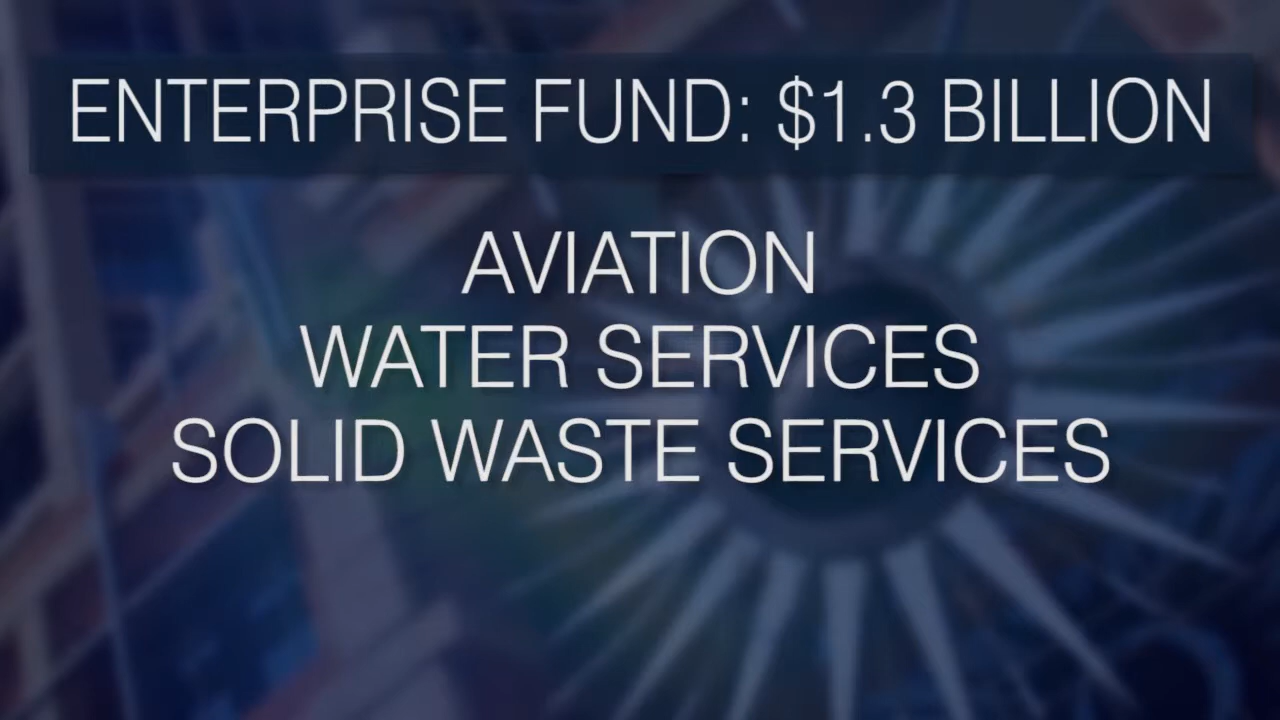 ENTERPRISE FUND: $1.3 BILLION
AVIATION
WATER SERVICES
SOLID WASTE SERVICES